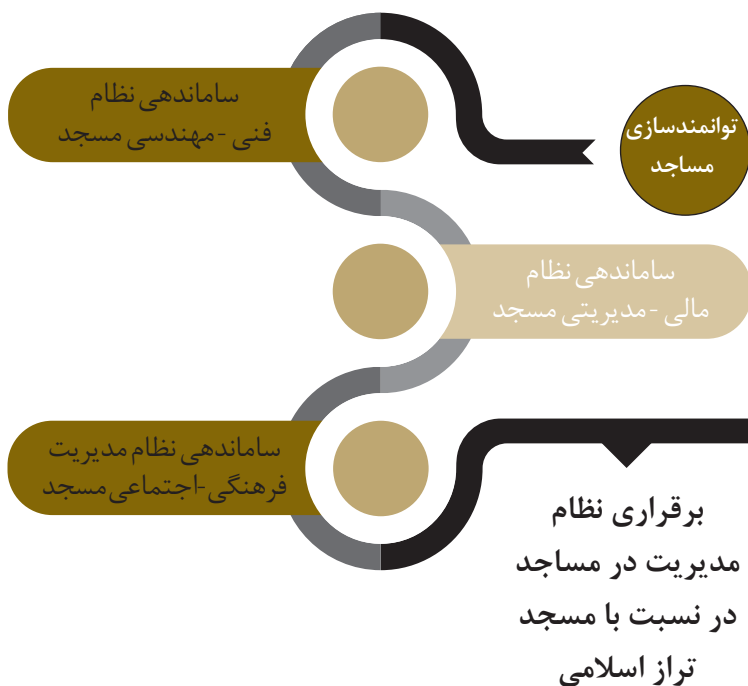 توانمندسازی
مساجد
ساماندهی نظام
فنی - مهندسی مسجد
ساماندهی نظام
مالی - مدیریتی مسجد
ساماندهی نظام مدیریت
فرهنگی-اجتماعی مسجد
برقراری نظام
مدیریت در مساجد
در نسبت با مسجد
تراز اسلامی